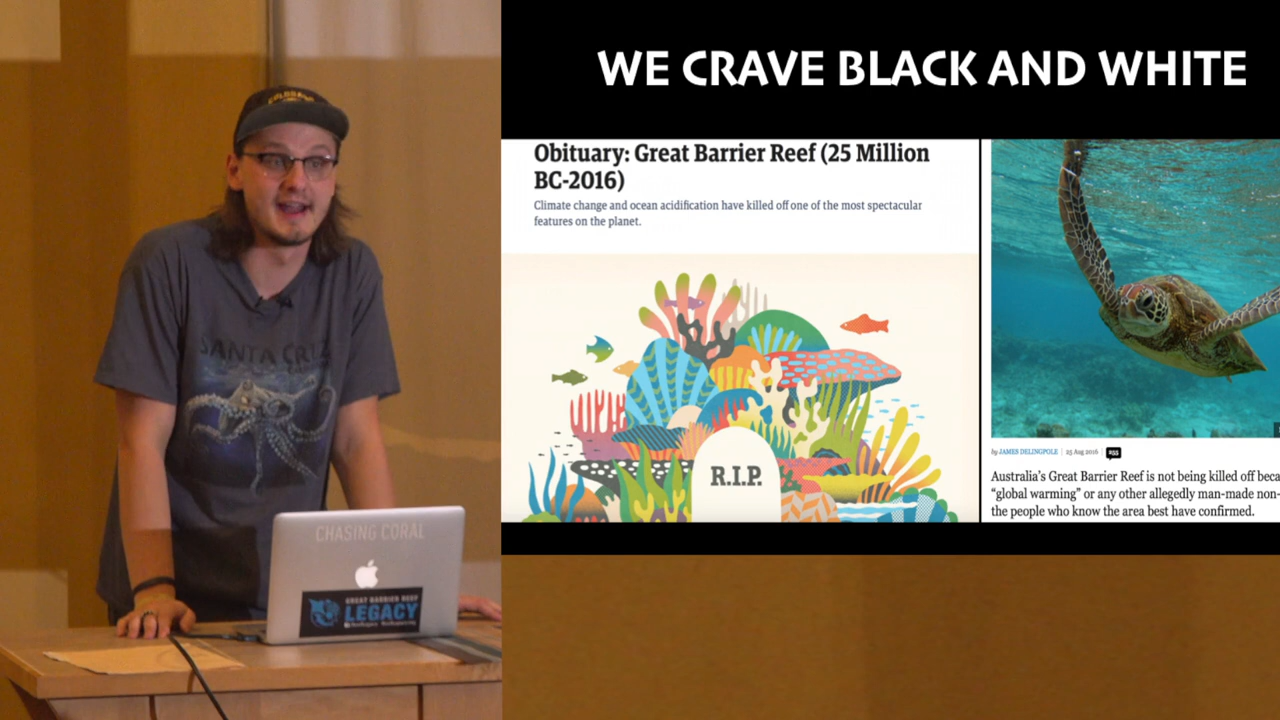 WE CRAVE BLACK AND WHITE
Obituary: Great Barrier Reef (25 Million
BC-2016)
Climate change and ocean acidification have killed off one of the most spectacular
features on the planet.
R.I.P.
by JAMES DELINGPOLE | 25 Aug 2016 |
Australia's Great Barrier Reef is not being killed off beca
"global warming" or any other allegedly man-made non-
the people who know the area best have confirmed.
SANTA CRUZ
CHASING CORAL
GREAT BARRIER REEF
LEGACY